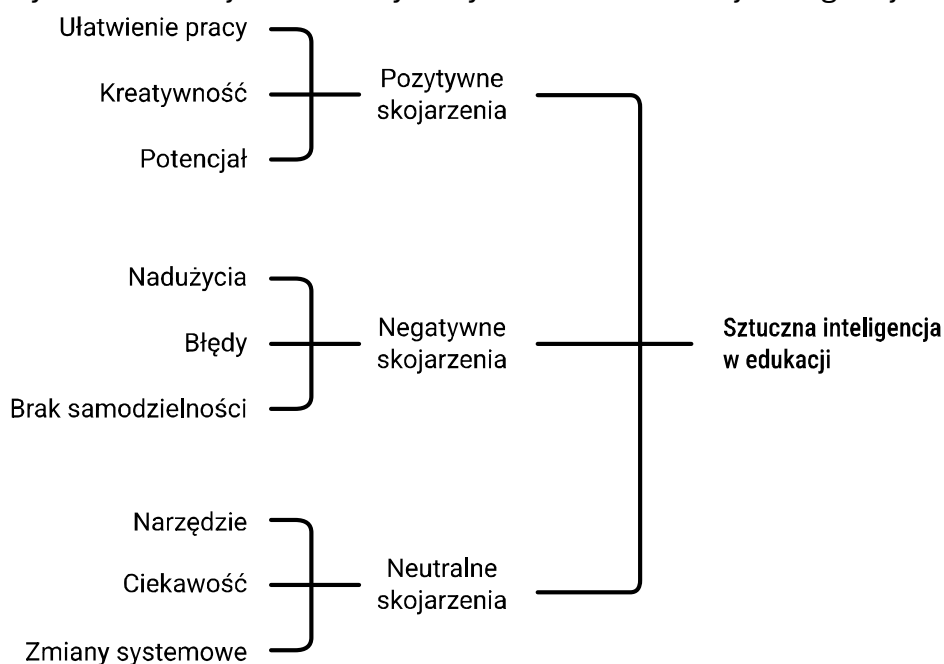 Ułatwienie pracy
Kreatywność
Potencjał
Pozytywne
skojarzenia
Nadużycia
Błędy
Brak samodzielności
Negatywne
skojarzenia
Narzędzie
Ciekawość
Zmiany systemowe
Neutralne
skojarzenia
Sztuczna inteligencja
w edukacji